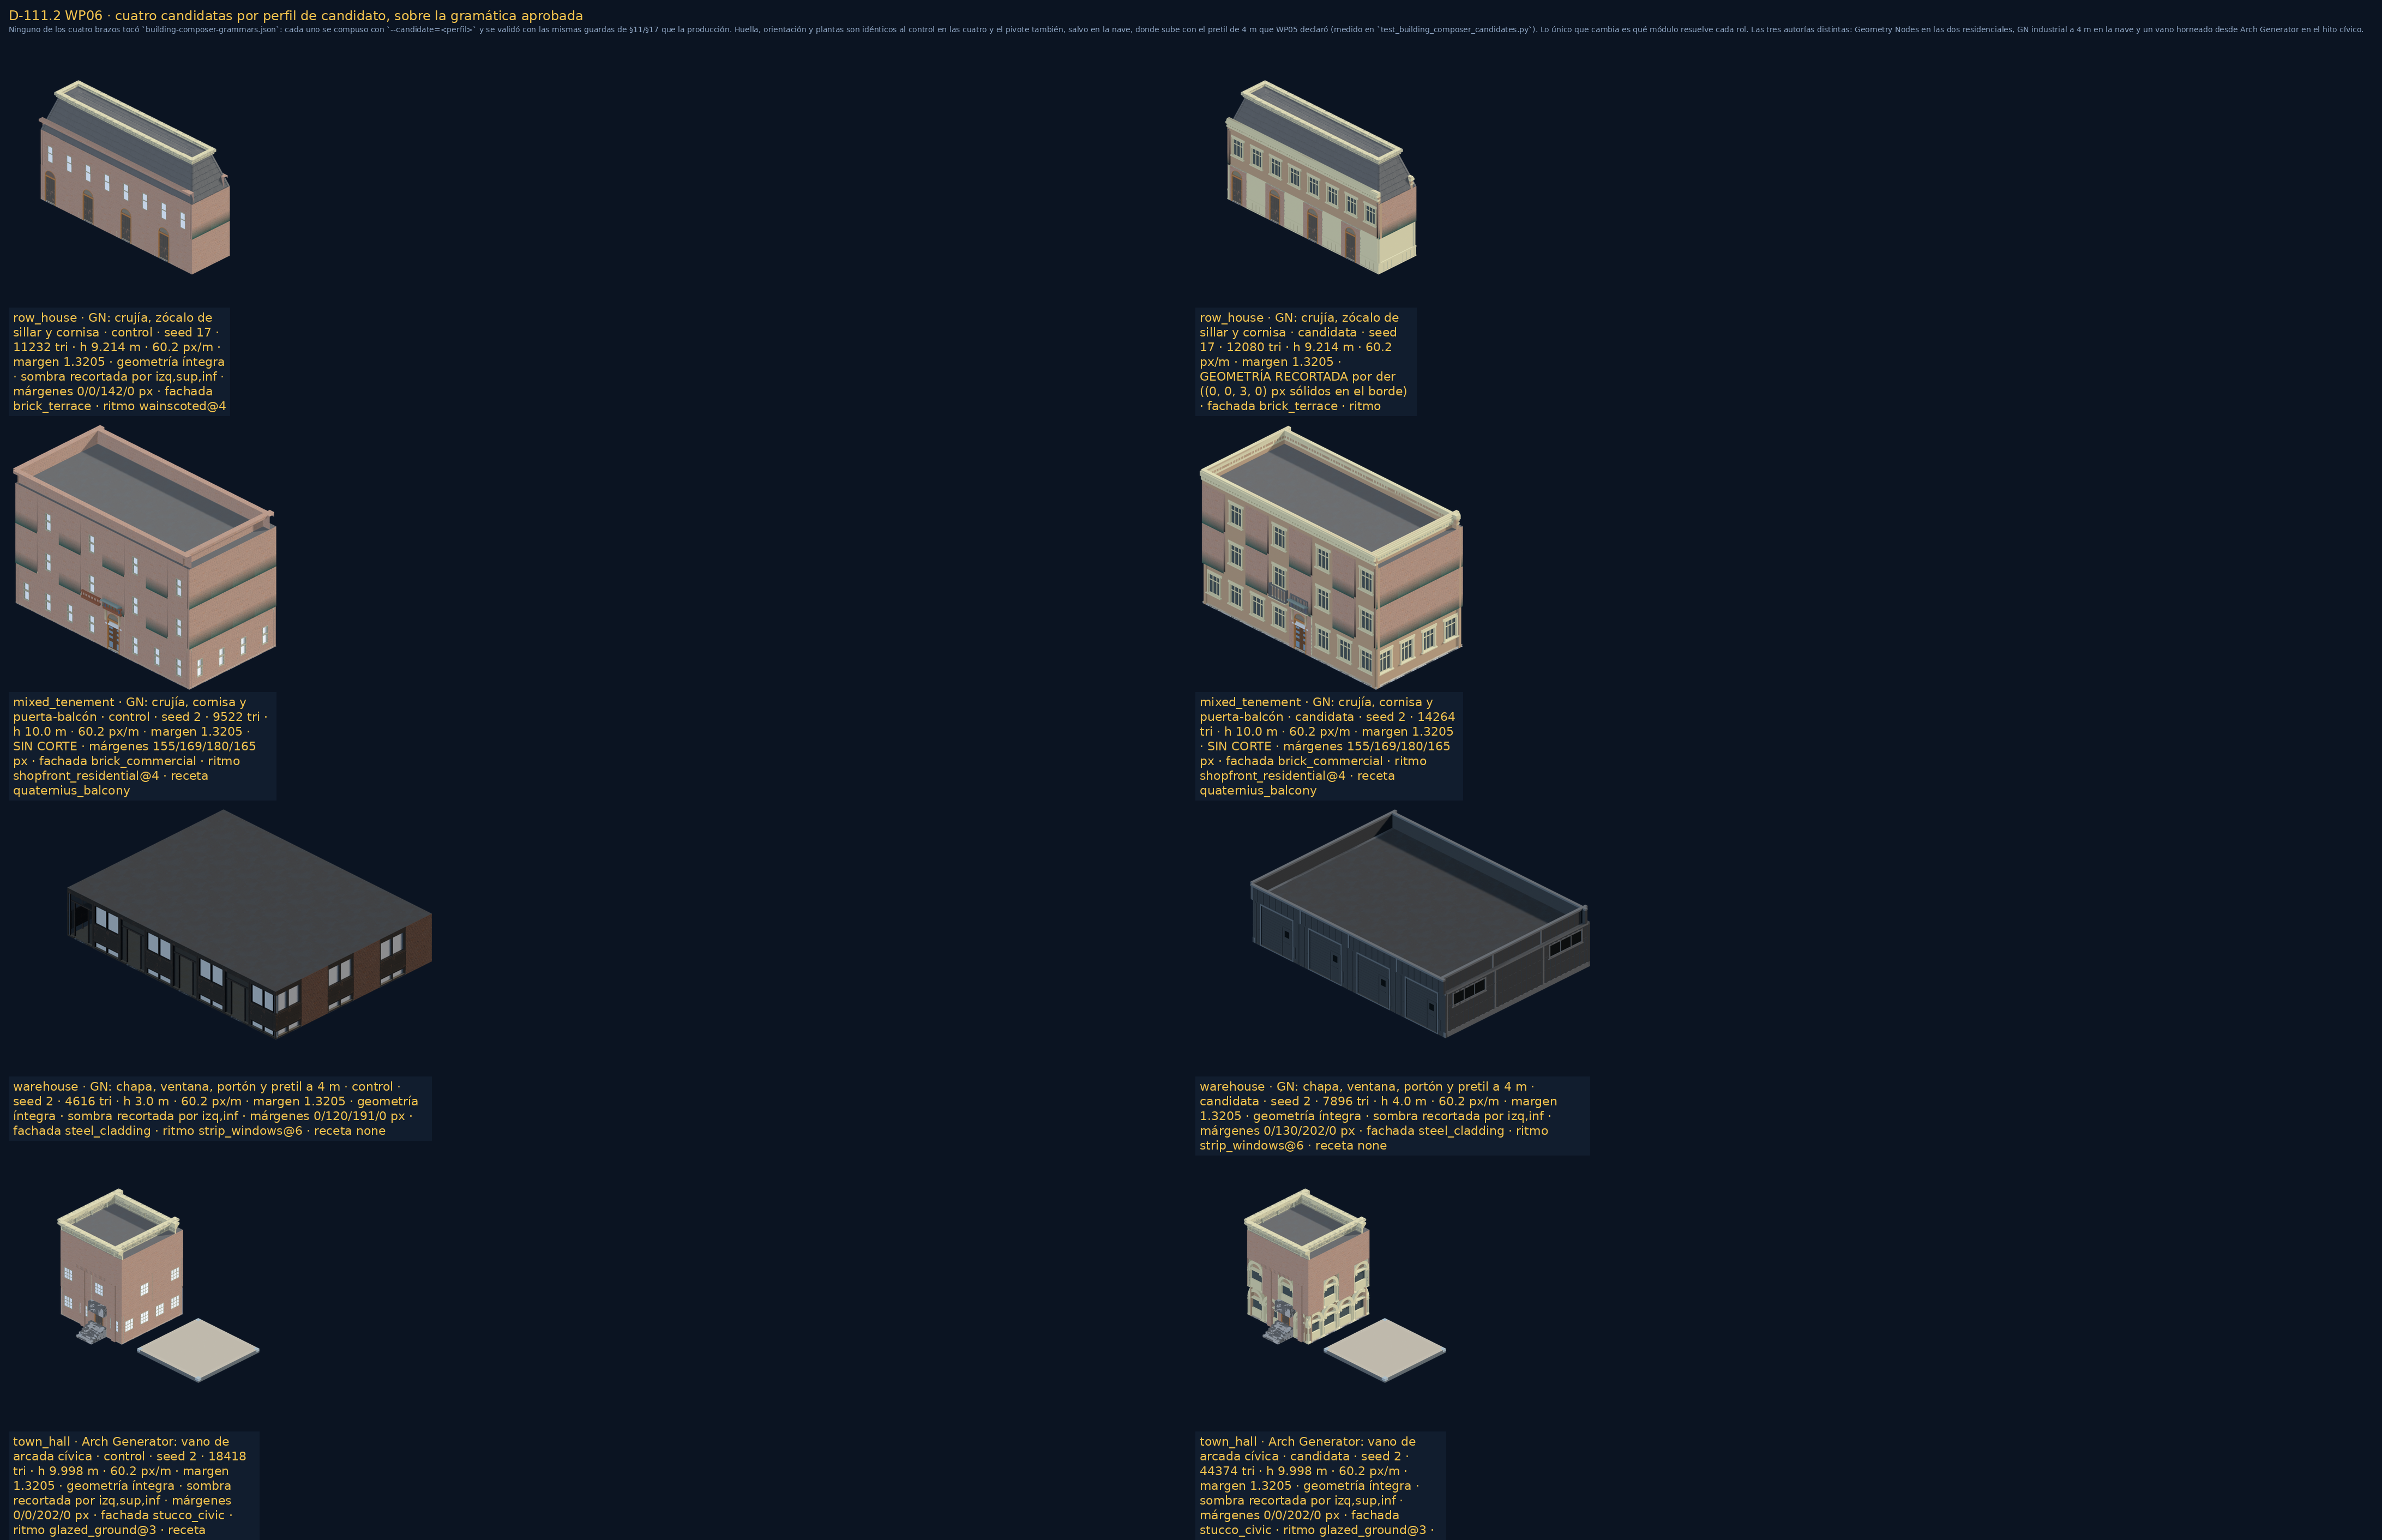 D-111.2 WP06 · cuatro candidatas por perfil de candidato, sobre la gramática aprobada
Ninguno de los cuatro brazos tocó `building-composer-grammars.json`: cada uno se compuso con `--candidate=<perfil>` y se validó con las mismas guardas de §11/§17 que la producción. Huella, orientación y plantas son idénticos al control en las cuatro y el pivote también, salvo en la nave, donde sube con el pretil de 4 m que WP05 declaró (medido en `test_building_composer_candidates.py`). Lo único que cambia es qué módulo resuelve cada rol. Las tres autorías distintas: Geometry Nodes en las dos residenciales, GN industrial a 4 m en la nave y un vano horneado desde Arch Generator en el hito cívico.
row_house · GN: crujía, zócalo de
sillar y cornisa · control · seed 17 ·
11232 tri · h 9.214 m · 60.2 px/m ·
margen 1.3205 · geometría íntegra
· sombra recortada por izq,sup,inf ·
márgenes 0/0/142/0 px · fachada
brick_terrace · ritmo wainscoted@4
row_house · GN: crujía, zócalo de
sillar y cornisa · candidata · seed
17 · 12080 tri · h 9.214 m · 60.2
px/m · margen 1.3205 ·
GEOMETRÍA RECORTADA por der
((0, 0, 3, 0) px sólidos en el borde)
· fachada brick_terrace · ritmo
mixed_tenement · GN: crujía, cornisa y
puerta-balcón · control · seed 2 · 9522 tri ·
h 10.0 m · 60.2 px/m · margen 1.3205 ·
SIN CORTE · márgenes 155/169/180/165
px · fachada brick_commercial · ritmo
shopfront_residential@4 · receta
quaternius_balcony
mixed_tenement · GN: crujía, cornisa y
puerta-balcón · candidata · seed 2 · 14264
tri · h 10.0 m · 60.2 px/m · margen 1.3205
· SIN CORTE · márgenes 155/169/180/165
px · fachada brick_commercial · ritmo
shopfront_residential@4 · receta
quaternius_balcony
warehouse · GN: chapa, ventana, portón y pretil a 4 m · control ·
seed 2 · 4616 tri · h 3.0 m · 60.2 px/m · margen 1.3205 · geometría
íntegra · sombra recortada por izq,inf · márgenes 0/120/191/0 px ·
fachada steel_cladding · ritmo strip_windows@6 · receta none
warehouse · GN: chapa, ventana, portón y pretil a 4 m ·
candidata · seed 2 · 7896 tri · h 4.0 m · 60.2 px/m · margen
1.3205 · geometría íntegra · sombra recortada por izq,inf ·
márgenes 0/130/202/0 px · fachada steel_cladding · ritmo
strip_windows@6 · receta none
town_hall · Arch Generator: vano de
arcada cívica · control · seed 2 · 18418
tri · h 9.998 m · 60.2 px/m · margen
1.3205 · geometría íntegra · sombra
recortada por izq,sup,inf · márgenes
0/0/202/0 px · fachada stucco_civic ·
ritmo glazed_ground@3 · receta
town_hall · Arch Generator: vano de
arcada cívica · candidata · seed 2 ·
44374 tri · h 9.998 m · 60.2 px/m ·
margen 1.3205 · geometría íntegra ·
sombra recortada por izq,sup,inf ·
márgenes 0/0/202/0 px · fachada
stucco_civic · ritmo glazed_ground@3 ·